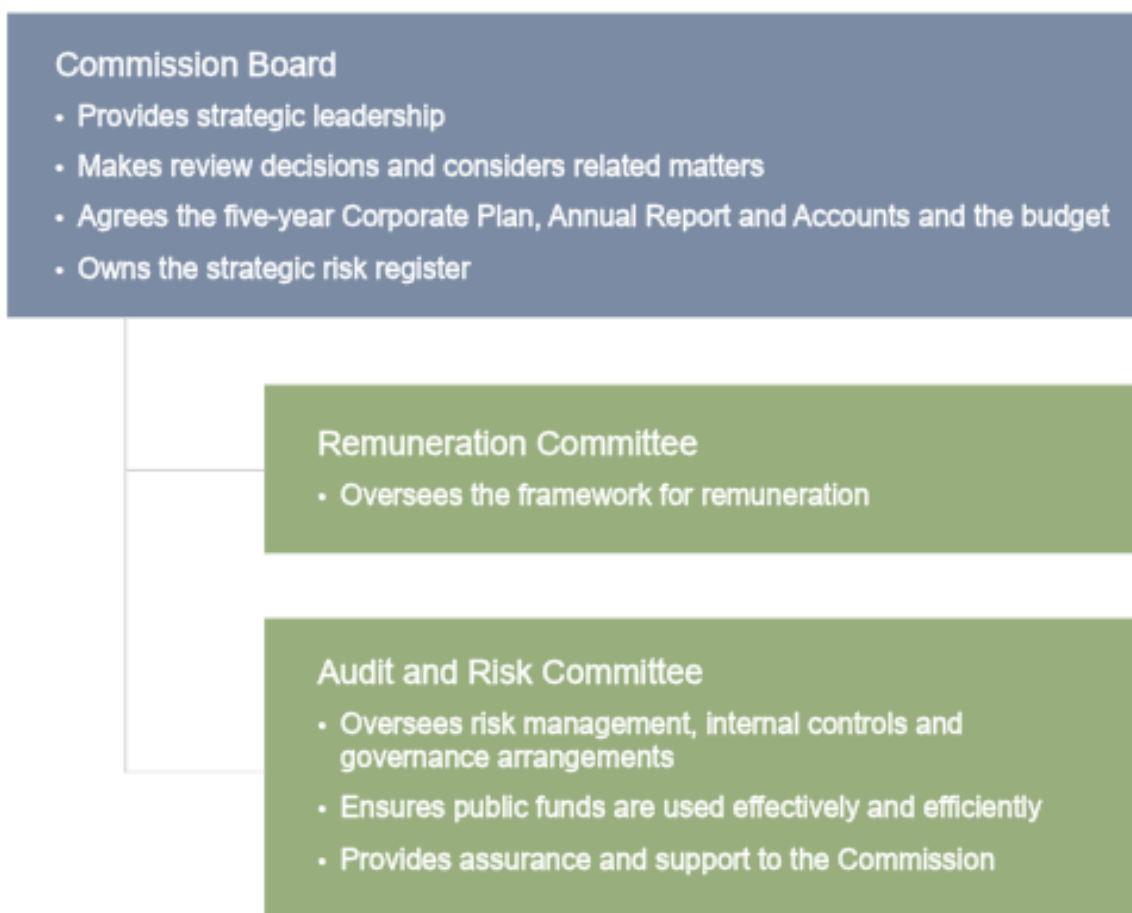 Commission Board
• Provides strategic leadership
• Makes review decisions and considers related matters
• Agrees the five-year Corporate Plan, Annual Report and Accounts and the budget
• Owns the strategic risk register
Remuneration Committee
• Oversees the framework for remuneration
Audit and Risk Committee
• Oversees risk management, internal controls and
governance arrangements
• Ensures public funds are used effectively and efficiently
• Provides assurance and support to the Commission